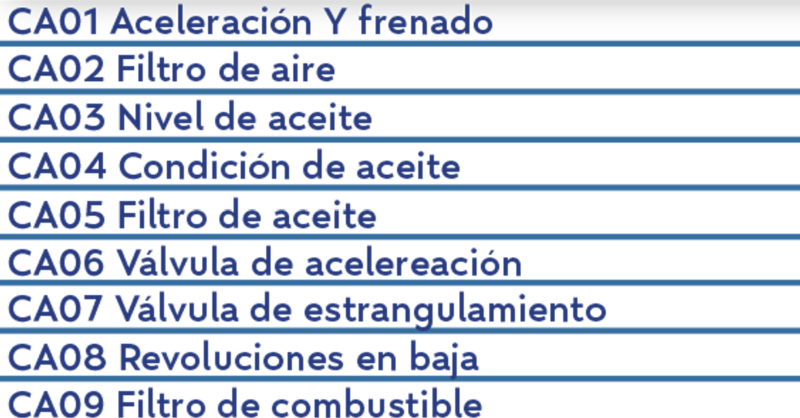 CA01 Aceleración Y frenado
CA02 Filtro de aire
CA03 Nivel de aceite
CA04 Condición de aceite
CA05 Filtro de aceite
CA06 Válvula de acelereación
CA07 Válvula de estrangulamiento
CA08 Revoluciones en baja
CA09 Filtro de combustible